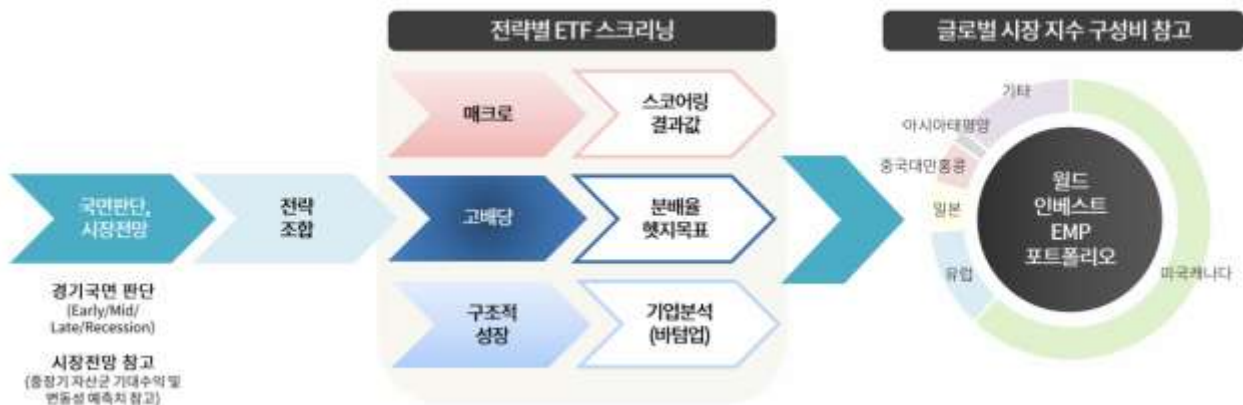 전략별 ETF 스크리닝
글로벌 시장 지수 구성비 참고
국면판단,
시장전망
전략
조합
매크로
스코어링
결과값
고배당
분배율
헷지목표
구조적
성장
기업분석
(바텀업)
경기국면 판단
(Early/Mid/
Late/Recession)
시장전망 참고
(중장기 자산군 기대수익 및
변동성 예측치 참고)
기타
아시아태평양
중국대만홍콩
일본
유럽
미국캐나다
월드
인베스트
EMP
포트폴리오